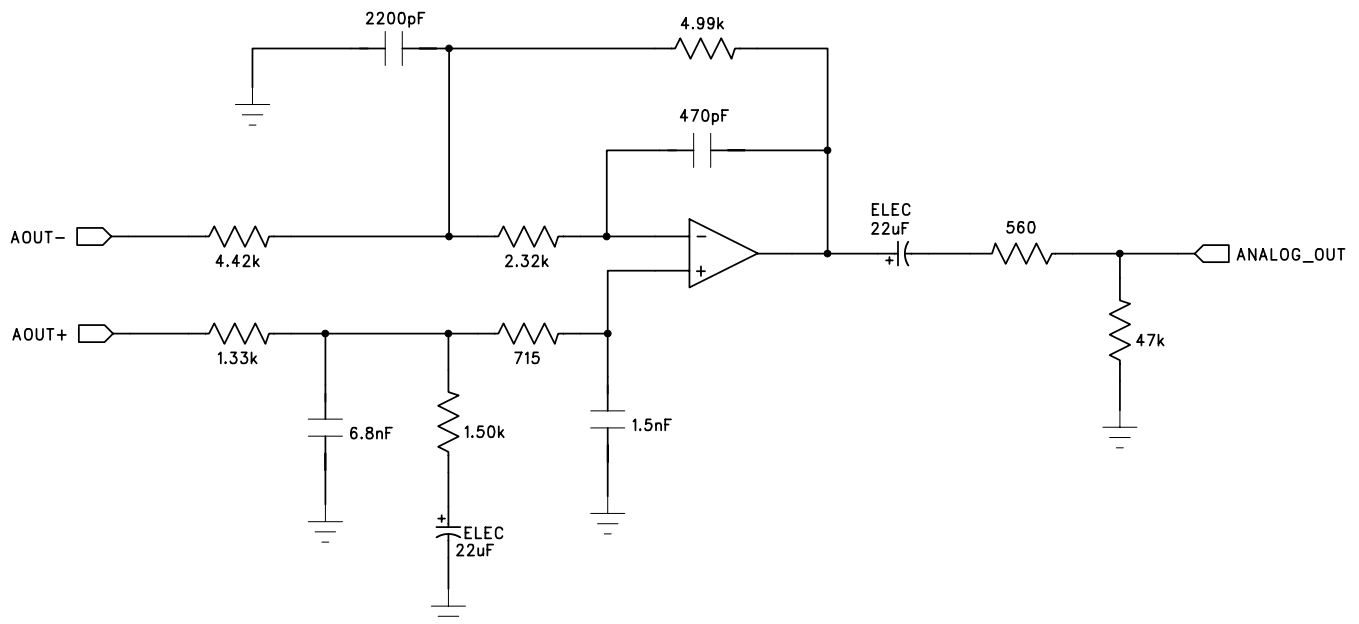 2200pF
4.99k
470pF
AOUT-
4.42k
2.32k
-
+
ELEC
22uF
+
560
ANALOG_OUT
47k
AOUT+
1.33k
715
6.8nF
1.50k
1.5nF
+
ELEC
22uF